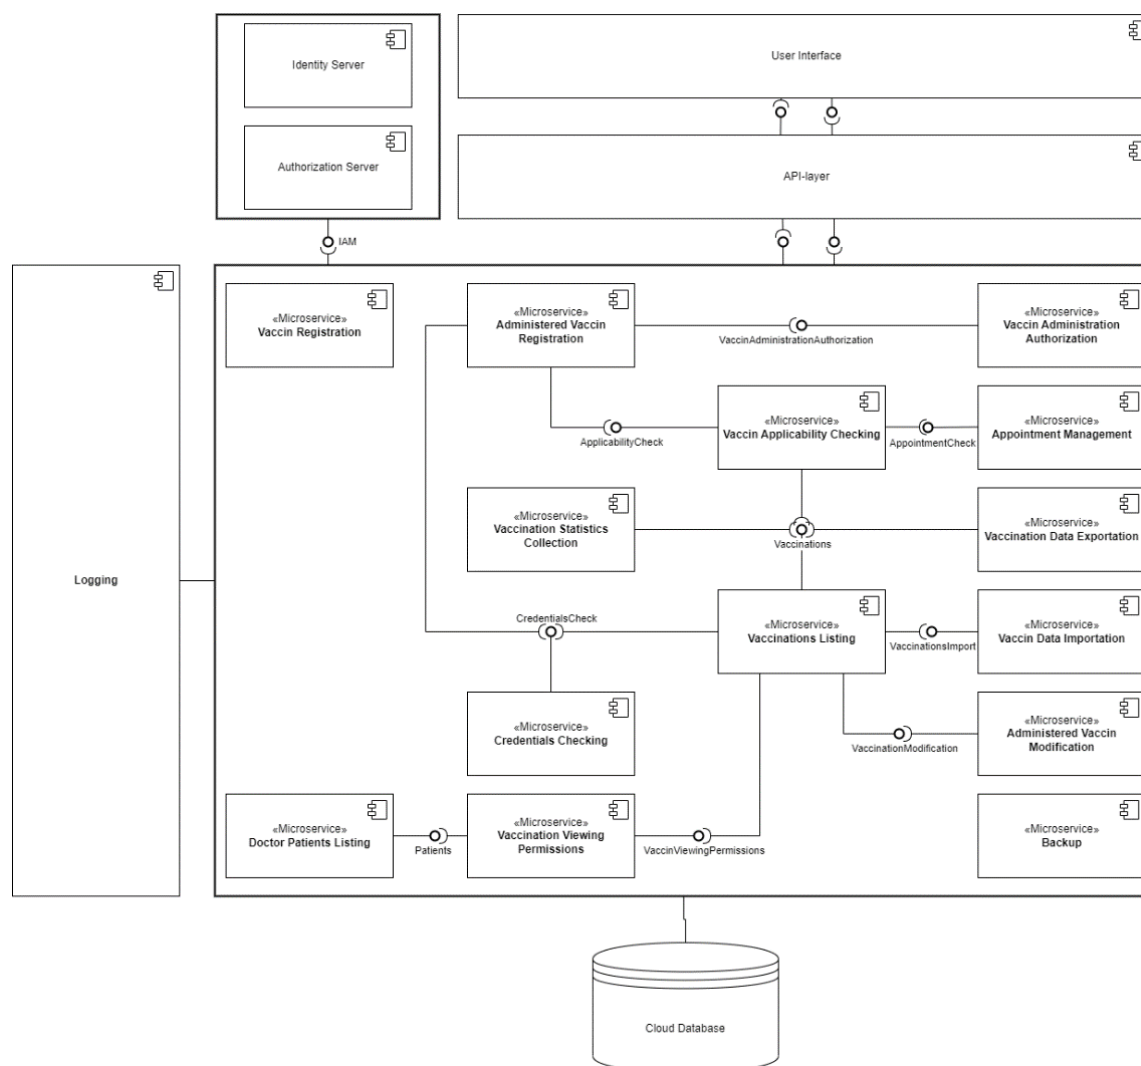 Identity Server
User Interface
Authorization Server
API-layer
IAM
«Microservice»
Vaccin Registration
«Microservice»
Administered Vaccin
Registration
VaccinAdministrationAuthorization
«Microservice»
Vaccin Administration
Authorization
ApplicabilityCheck
«Microservice»
Vaccin Applicability Checking
AppointmentCheck
«Microservice»
Appointment Management
«Microservice»
Vaccination Statistics
Collection
Vaccinations
«Microservice»
Vaccination Data Exportation
Logging
CredentialsCheck
«Microservice»
Vaccinations Listing
VaccinationsImport
«Microservice»
Vaccin Data Importation
«Microservice»
Credentials Checking
VaccinationModification
«Microservice»
Administered Vaccin
Modification
«Microservice»
Doctor Patients Listing
Patients
«Microservice»
Vaccination Viewing
Permissions
VaccinViewingPermissions
«Microservice»
Backup
Cloud Database